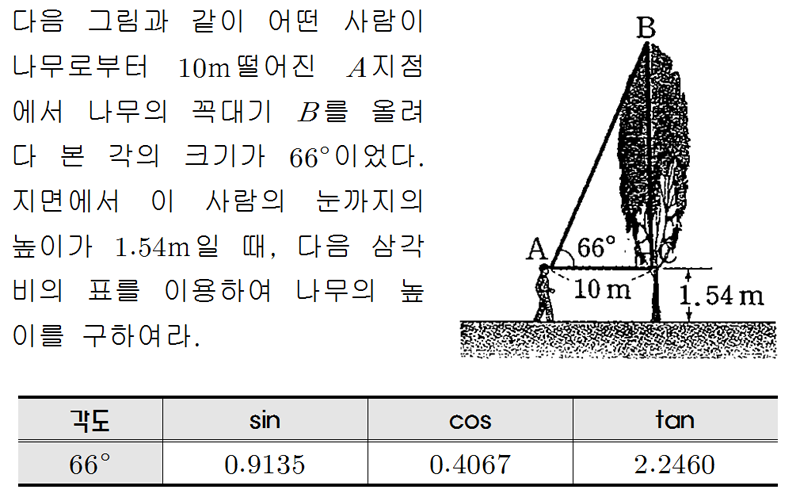 다음 그림과 같이 어떤 사람이
나무로부터 10m떨어진 A지점
에서 나무의 꼭대기 B를 올려
다 본 각의 크기가 66°이었다.
지면에서 이 사람의 눈까지의
높이가 1.54m일 때, 다음 삼각
비의 표를 이용하여 나무의 높
이를 구하여라.
B
A 66° C
10 m
1.54 m
각도 sin cos tan
66° 0.9135 0.4067 2.2460